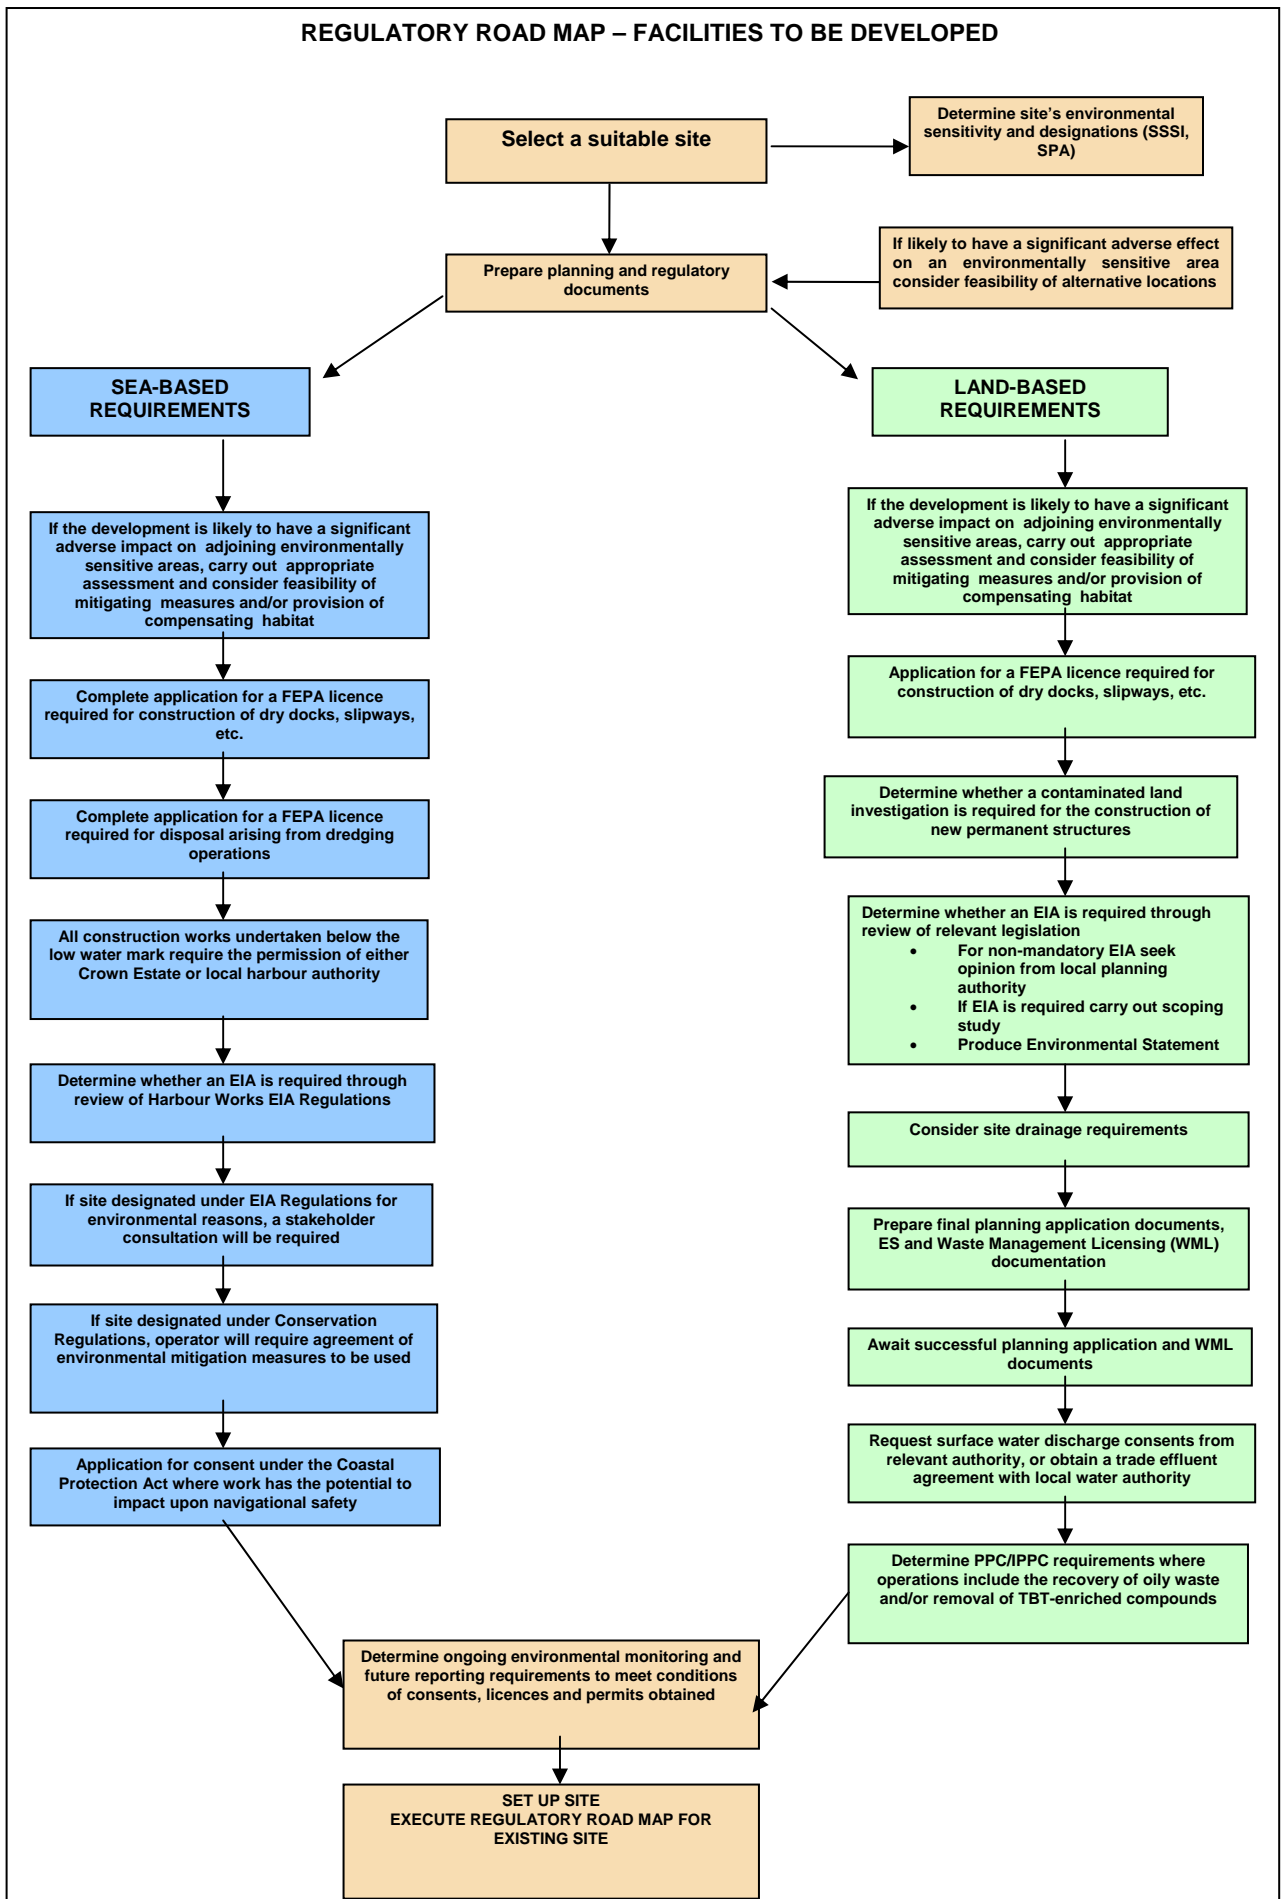 REGULATORY ROAD MAP – FACILITIES TO BE DEVELOPED
Select a suitable site
Determine site's environmental
sensitivity and designations (SSSI,
SPA)
Prepare planning and regulatory
documents
If likely to have a significant adverse effect
on an environmentally sensitive area
consider feasibility of alternative locations
SEA-BASED
REQUIREMENTS
If the development is likely to have a significant
adverse impact on adjoining environmentally
sensitive areas, carry out appropriate
assessment and consider feasibility of
mitigating measures and/or provision of
compensating habitat
Complete application for a FEPA licence
required for construction of dry docks, slipways,
etc.
Complete application for a FEPA licence
required for disposal arising from dredging
operations
All construction works undertaken below the
low water mark require the permission of either
Crown Estate or local harbour authority
Determine whether an EIA is required through
review of Harbour Works EIA Regulations
If site designated under EIA Regulations for
environmental reasons, a stakeholder
consultation will be required
If site designated under Conservation
Regulations, operator will require agreement of
environmental mitigation measures to be used
Application for consent under the Coastal
Protection Act where work has the potential to
impact upon navigational safety
LAND-BASED
REQUIREMENTS
If the development is likely to have a significant
adverse impact on adjoining environmentally
sensitive areas, carry out appropriate
assessment and consider feasibility of
mitigating measures and/or provision of
compensating habitat
Application for a FEPA licence required for
construction of dry docks, slipways, etc.
Determine whether a contaminated land
investigation is required for the construction of
new permanent structures
Determine whether an EIA is required through
review of relevant legislation
• For non-mandatory EIA seek
opinion from local planning
authority
• If EIA is required carry out scoping
study
• Produce Environmental Statement
Consider site drainage requirements
Prepare final planning application documents,
ES and Waste Management Licensing (WML)
documentation
Await successful planning application and WML
documents
Request surface water discharge consents from
relevant authority, or obtain a trade effluent
agreement with local water authority
Determine PPC/IPPC requirements where
operations include the recovery of oily waste
and/or removal of TBT-enriched compounds
Determine ongoing environmental monitoring and
future reporting requirements to meet conditions
of consents, licences and permits obtained
SET UP SITE
EXECUTE REGULATORY ROAD MAP FOR
EXISTING SITE